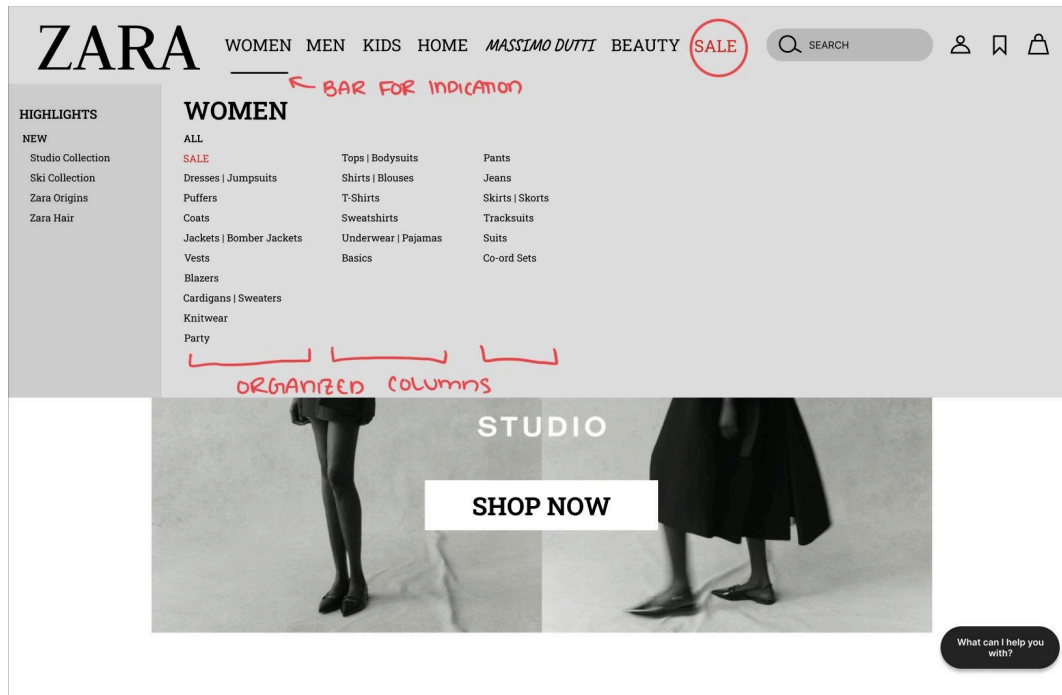 ZARA
WOMEN MEN KIDS HOME MASSIMO DUTTI BEAUTY SALE SEARCH
BAR FOR INDICATION
HIGHLIGHTS
NEW
Studio Collection
Ski Collection
Zara Origins
Zara Hair
WOMEN
ALL
SALE
Dresses | Jumpsuits
Puffers
Coats
Jackets | Bomber Jackets
Vests
Blazers
Cardigans | Sweaters
Knitwear
Party
Tops | Bodysuits
Shirts | Blouses
T-Shirts
Sweatshirts
Underwear | Pajamas
Basics
Pants
Jeans
Skirts | Skorts
Tracksuits
Suits
Co-ord Sets
ORGANIZED COLUMNS
STUDIO
SHOP NOW
What can I help you
with?